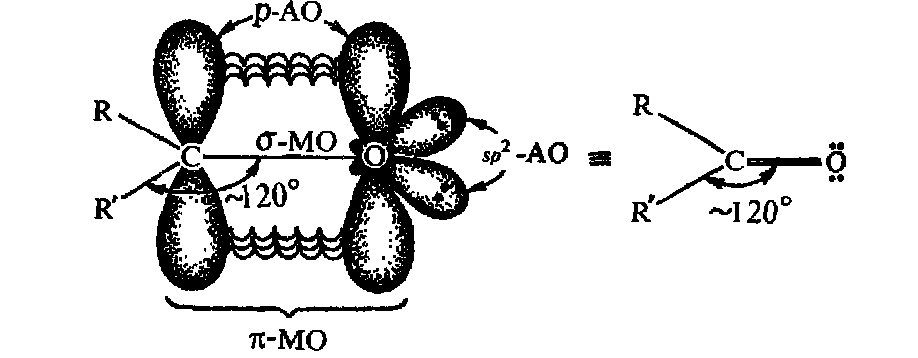 p-AO
R
R
σ-MO
C
O
sp²-AO
≡
C
Ö
R'
~120°
R'
~120°
π-MO